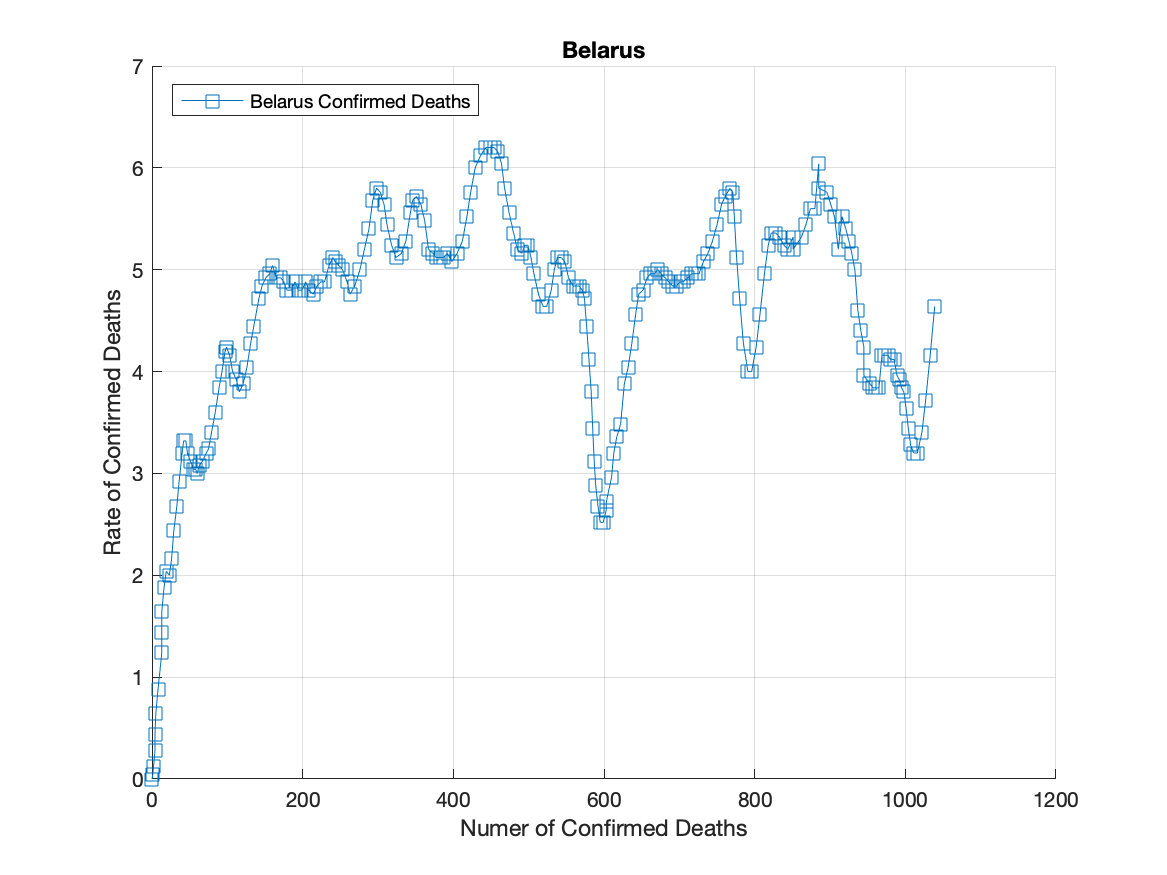 Belarus
Belarus Confirmed Deaths
7
6
5
4
3
2
1
0
Rate of Confirmed Deaths
0 200 400 600 800 1000 1200
Numer of Confirmed Deaths